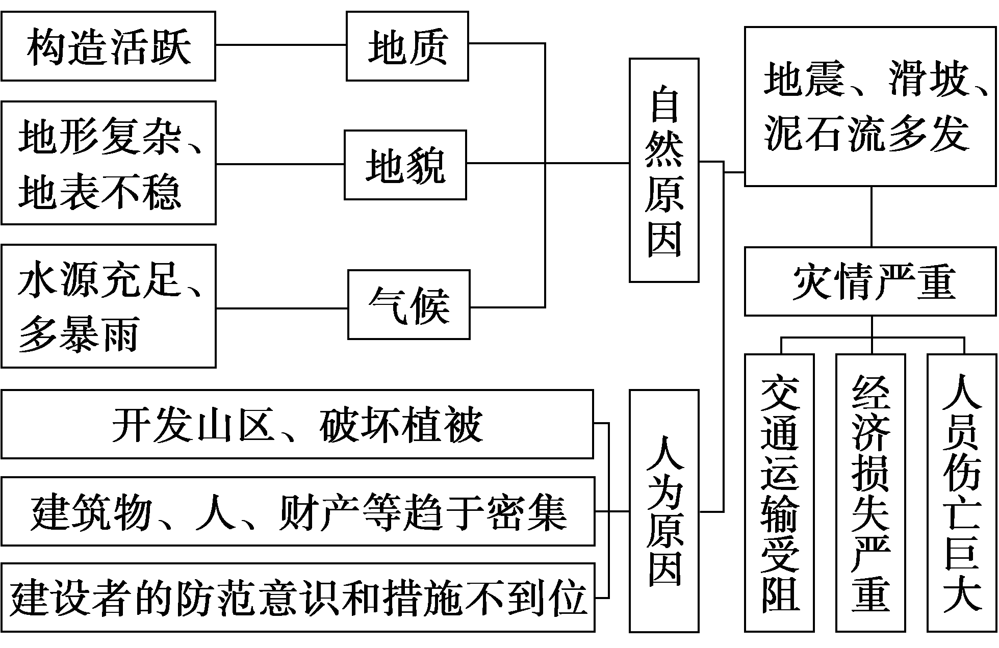 构造活跃
地质
地形复杂、
地表不稳
地貌
水源充足、
多暴雨
气候
自然原因
开发山区、破坏植被
建筑物、人、财产等趋于密集
建设者的防范意识和措施不到位
人为原因
地震、滑坡、
泥石流多发
灾情严重
交通运输受阻
经济损失严重
人员伤亡巨大